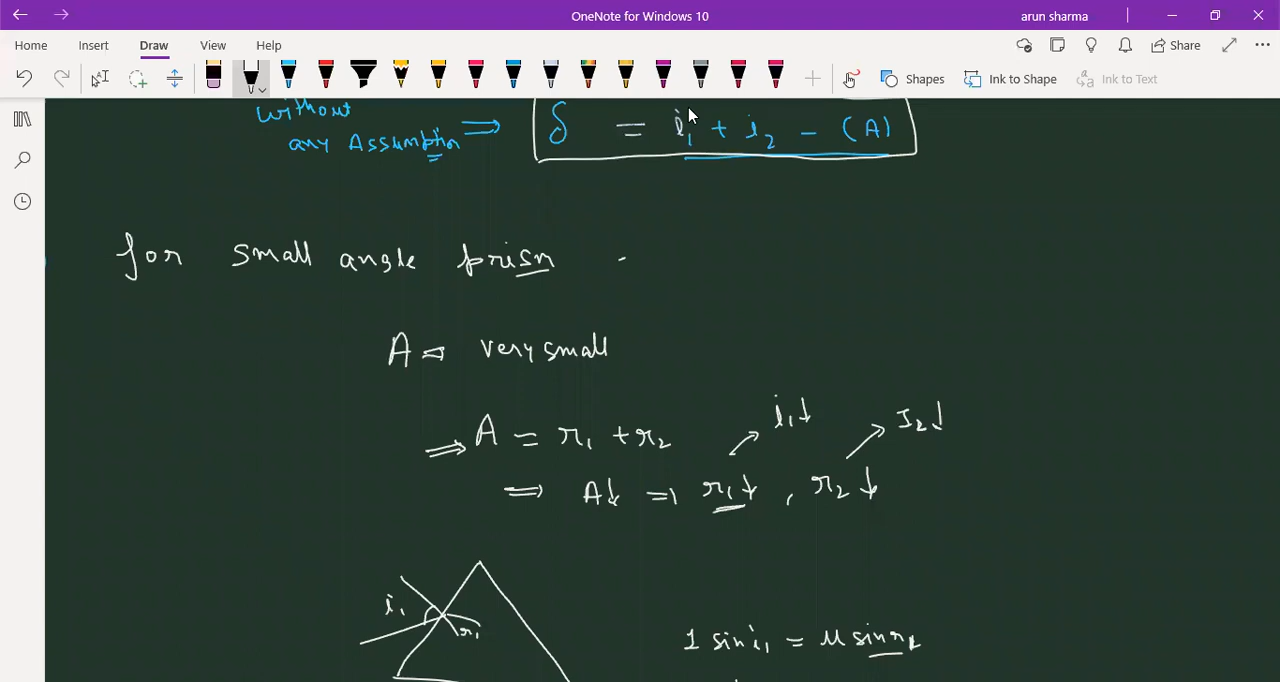 OneNote for Windows 10
arun sharma
Home Insert Draw View Help
Share
Shapes Ink to Shape Ink to Text
without
any Assumption ⇒ δ = i₁ + i₂ - (A)
for small angle prism
A = very small
⇒ A = r₁ + r₂
i₁↓ I₂↓
⇒ A↓ ⇒ r₁↓ , r₂↓
i₁
r₁
1 sin i₁ = μ sin r₁